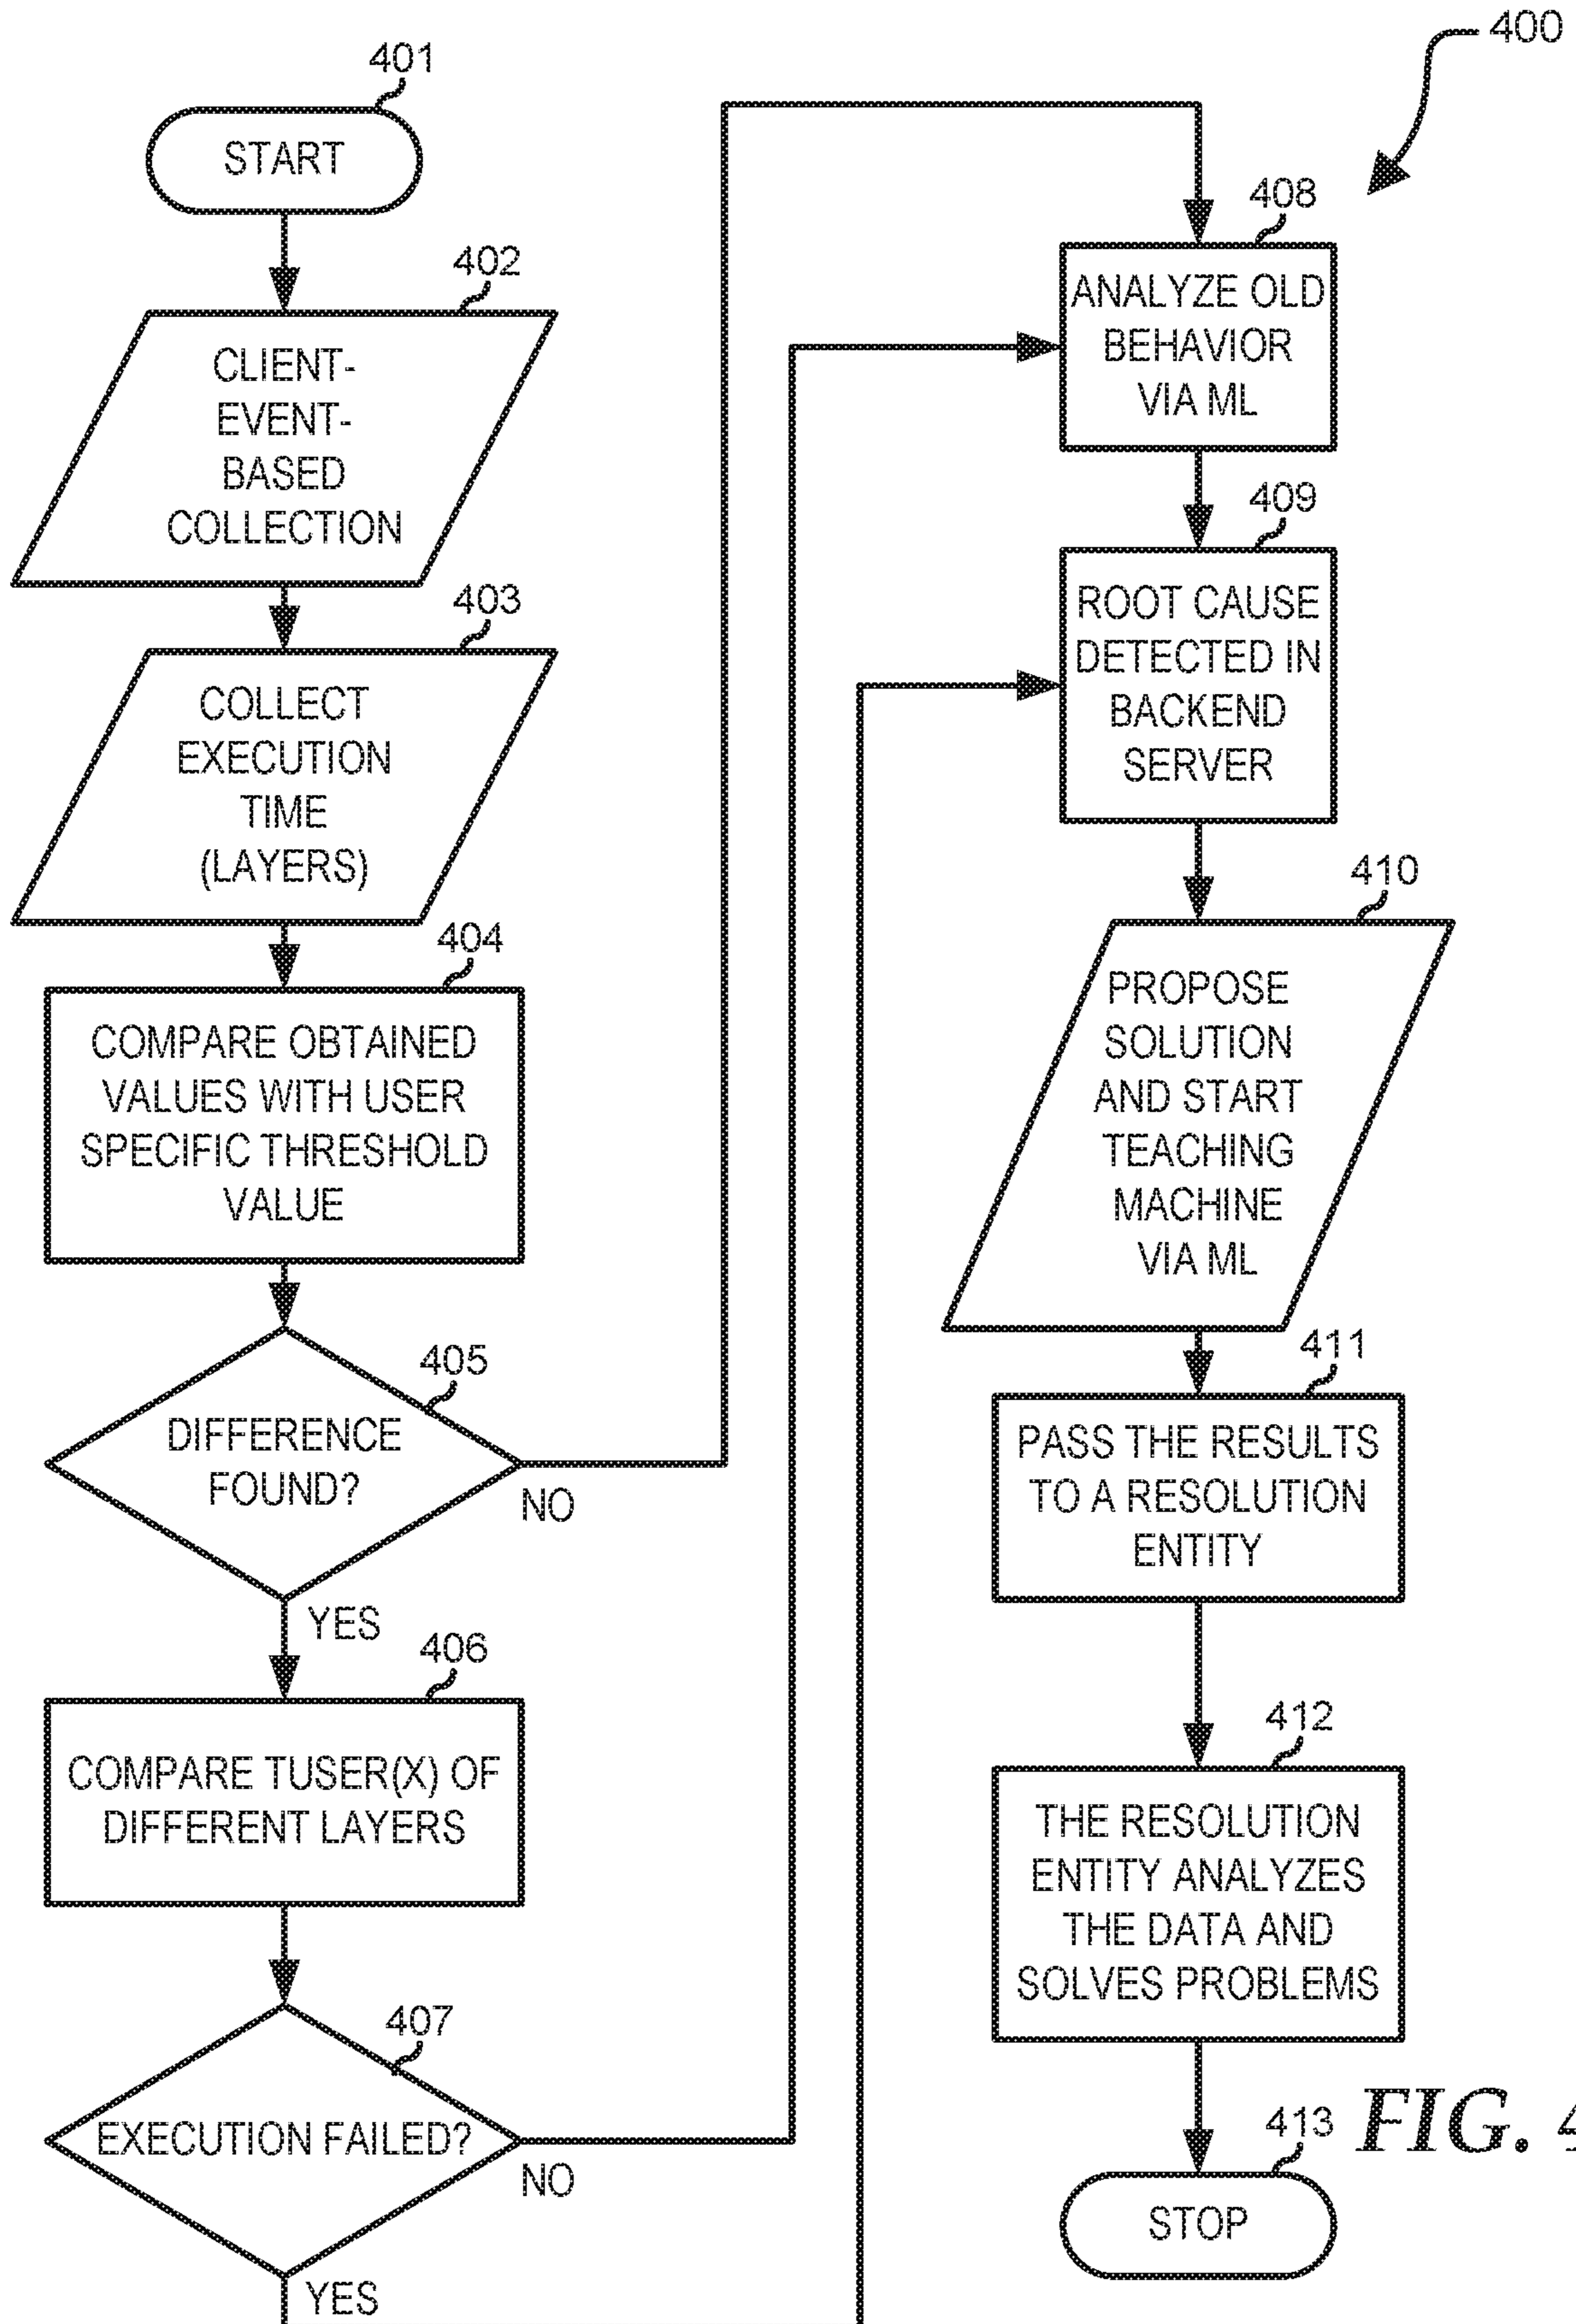 400
401
START
402
CLIENT-
EVENT-
BASED
COLLECTION
403
COLLECT
EXECUTION
TIME
(LAYERS)
404
COMPARE OBTAINED
VALUES WITH USER
SPECIFIC THRESHOLD
VALUE
405
DIFFERENCE
FOUND?
NO
YES
406
COMPARE TUSER(X) OF
DIFFERENT LAYERS
407
EXECUTION FAILED?
NO
YES
408
ANALYZE OLD
BEHAVIOR
VIA ML
409
ROOT CAUSE
DETECTED IN
BACKEND
SERVER
410
PROPOSE
SOLUTION
AND START
TEACHING
MACHINE
VIA ML
411
PASS THE RESULTS
TO A RESOLUTION
ENTITY
412
THE RESOLUTION
ENTITY ANALYZES
THE DATA AND
SOLVES PROBLEMS
413
STOP
FIG. 4